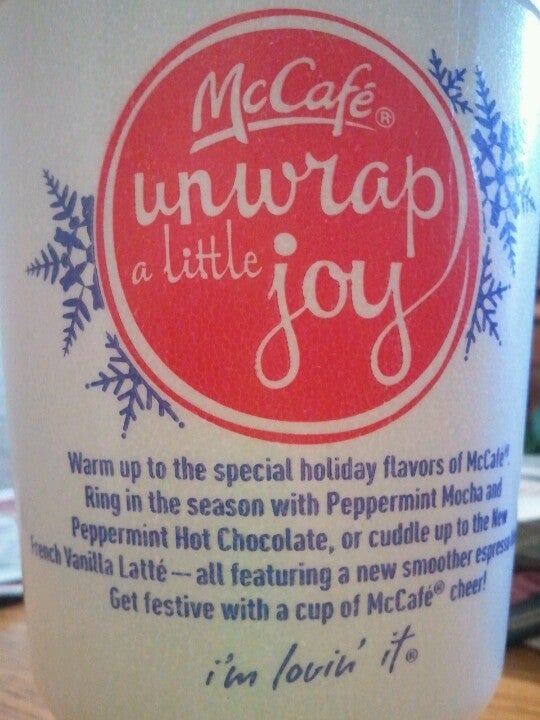 McCafé®
unwrap
a little
joy
Warm up to the special holiday flavors of McCafé®.
Ring in the season with Peppermint Mocha and
Peppermint Hot Chocolate, or cuddle up to the New
French Vanilla Latté — all featuring a new smoother espresso
Get festive with a cup of McCafé® cheer!
i'm lovin' it®